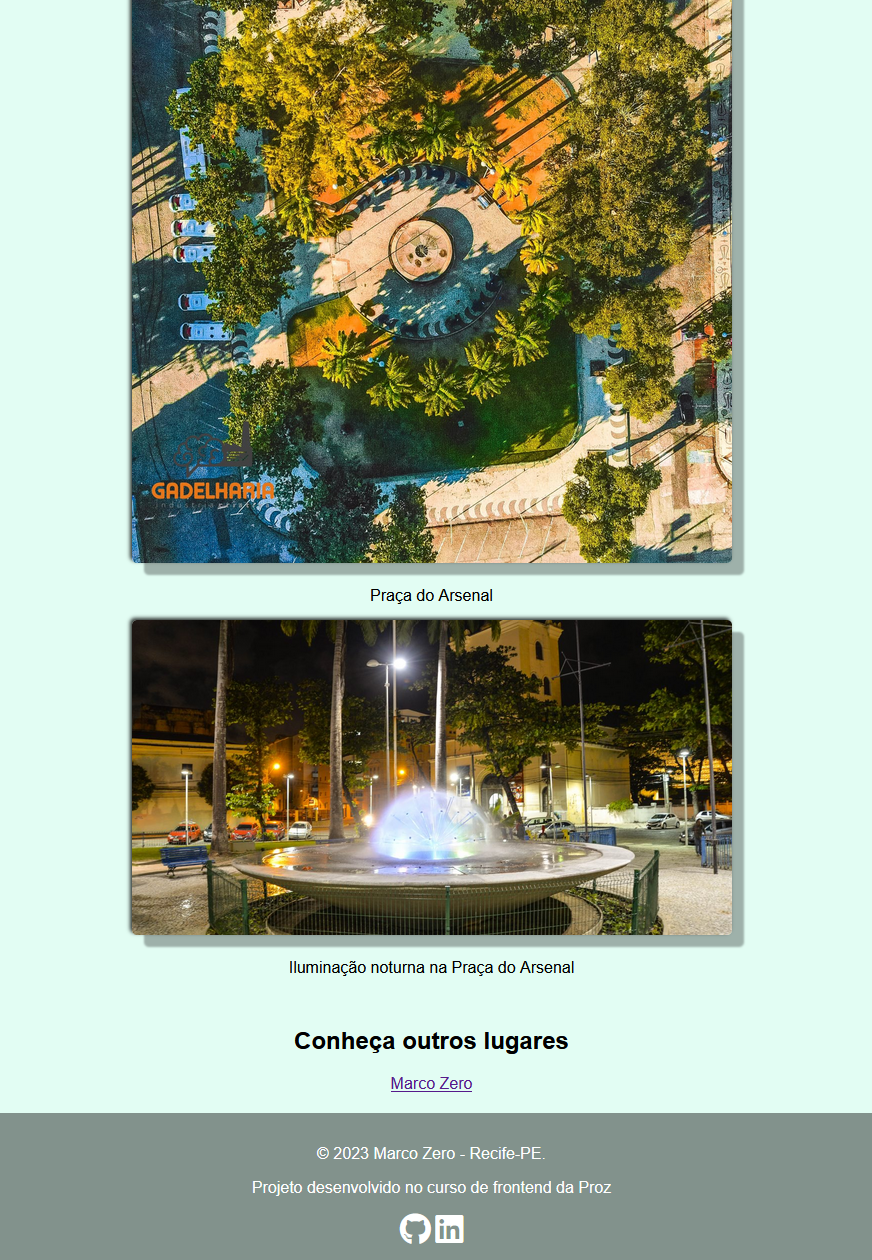 GADELHARIA
Praça do Arsenal
Iluminação noturna na Praça do Arsenal
Conheça outros lugares
Marco Zero
© 2023 Marco Zero - Recife-PE.
Projeto desenvolvido no curso de frontend da Proz
in